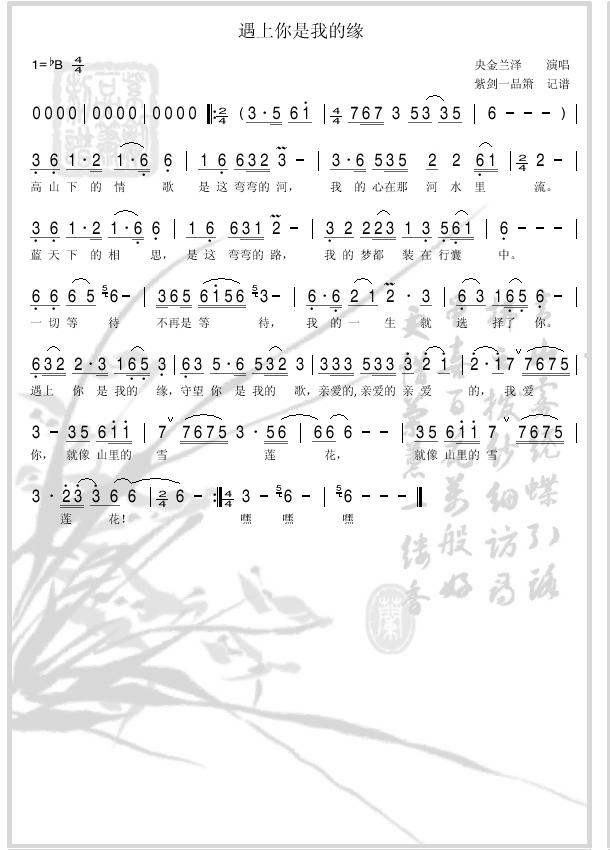 遇上你是我的缘
1=♭B 4/4 央金兰泽 演唱
紫剑一品箫 记谱
0000 | 0000 | 0000 ‖: 2/4 ( 3 · 5 6 1 | 4/4 767 3 53 35 | 6 - - - ) |
3 6 1 · 2 1 · 6 6 | 1 6 632 3 - | 3 · 6 535 2 2 61 | 2/4 2 - |
高山下的情 歌 是这弯弯的河， 我 的心在那 河水里 流。
3 6 1 · 2 1 · 6 6 | 16 631 2 - | 3 2 223 1 3 561 | 6 - - - |
蓝天下的相 思， 是这弯弯的路， 我的梦都 装在行囊 中。
6 6 6 5 5 6 - | 365 6156 5 3 - | 6 · 6 2 1 2 · 3 | 6 3 165 6 |
一切等 待 不再是等 待， 我的一 生 就 选 择了 你。
632 2 · 3 165 3 | 63 5 · 6 532 3 | 333 533 3 2 1 | 2 · 17 ∨ 7675 |
遇上 你 是我的 缘，守望你 是我的 歌，亲爱的,亲爱的亲 爱 的，我爱
3 - 35 611 | 7 ∨ 7675 3 · 56 | 66 6 - 35 611 | 7 ∨ 7675 |
你， 就像山里的 雪 莲 花， 就像山里的雪
3 · 23 3 6 6 | 2/4 6 - :‖ 4/4 3 - 5 6 - | 5 6 - - - ‖
莲 花！ 嘿 嘿 嘿